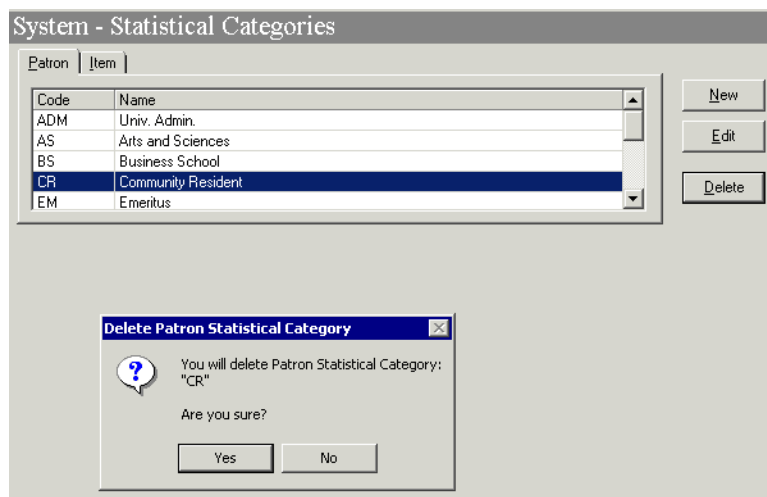 System - Statistical Categories
Patron Item
Code Name
ADM Univ. Admin.
AS Arts and Sciences
BS Business School
CR Community Resident
EM Emeritus
New
Edit
Delete
Delete Patron Statistical Category
?
You will delete Patron Statistical Category:
"CR"
Are you sure?
Yes No